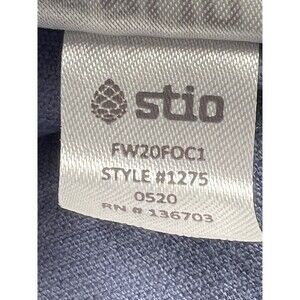 stio
FW20FOC1
STYLE #1275
0520
RN # 136703